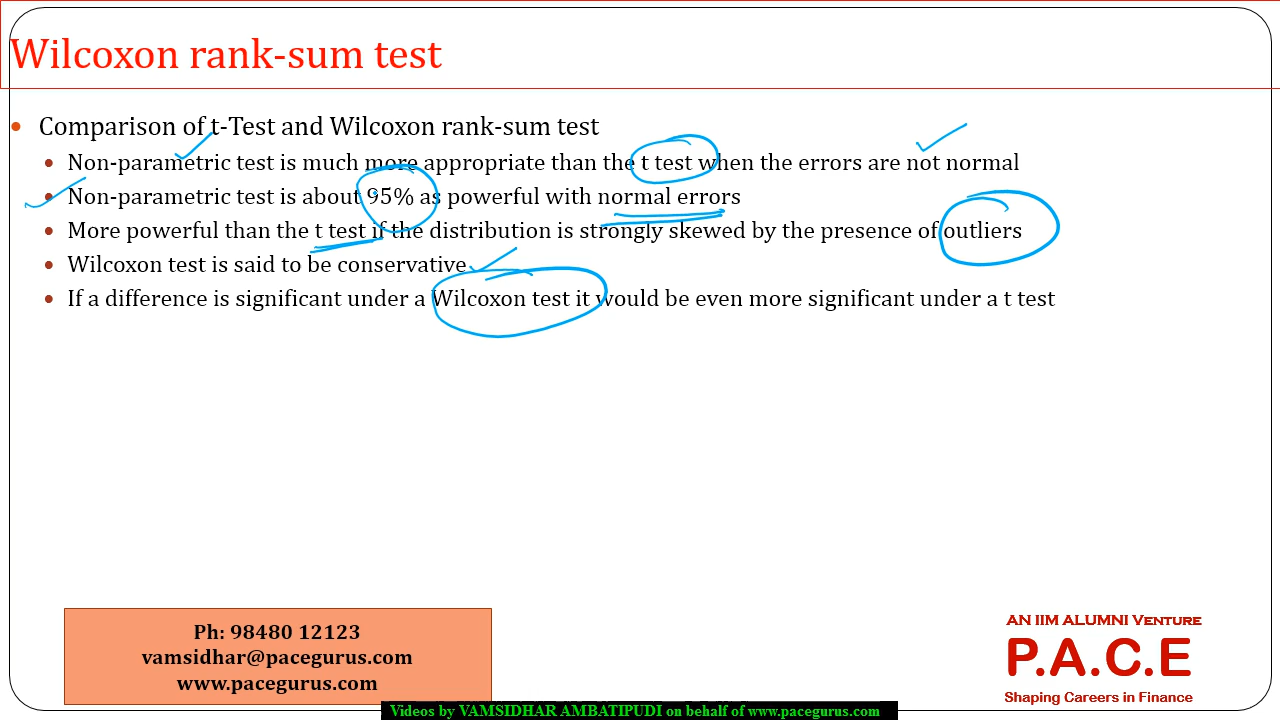 Wilcoxon rank-sum test
Comparison of t-Test and Wilcoxon rank-sum test
Non-parametric test is much more appropriate than the t test when the errors are not normal
Non-parametric test is about 95% as powerful with normal errors
More powerful than the t test if the distribution is strongly skewed by the presence of outliers
Wilcoxon test is said to be conservative
If a difference is significant under a Wilcoxon test it would be even more significant under a t test
Ph: 98480 12123
vamsidhar@pacegurus.com
www.pacegurus.com
AN IIM ALUMNI VENTURE
P.A.C.E
Shaping Careers in Finance
Videos by VAMSIDHAR AMBATIPUDI on behalf of www.pacegurus.com